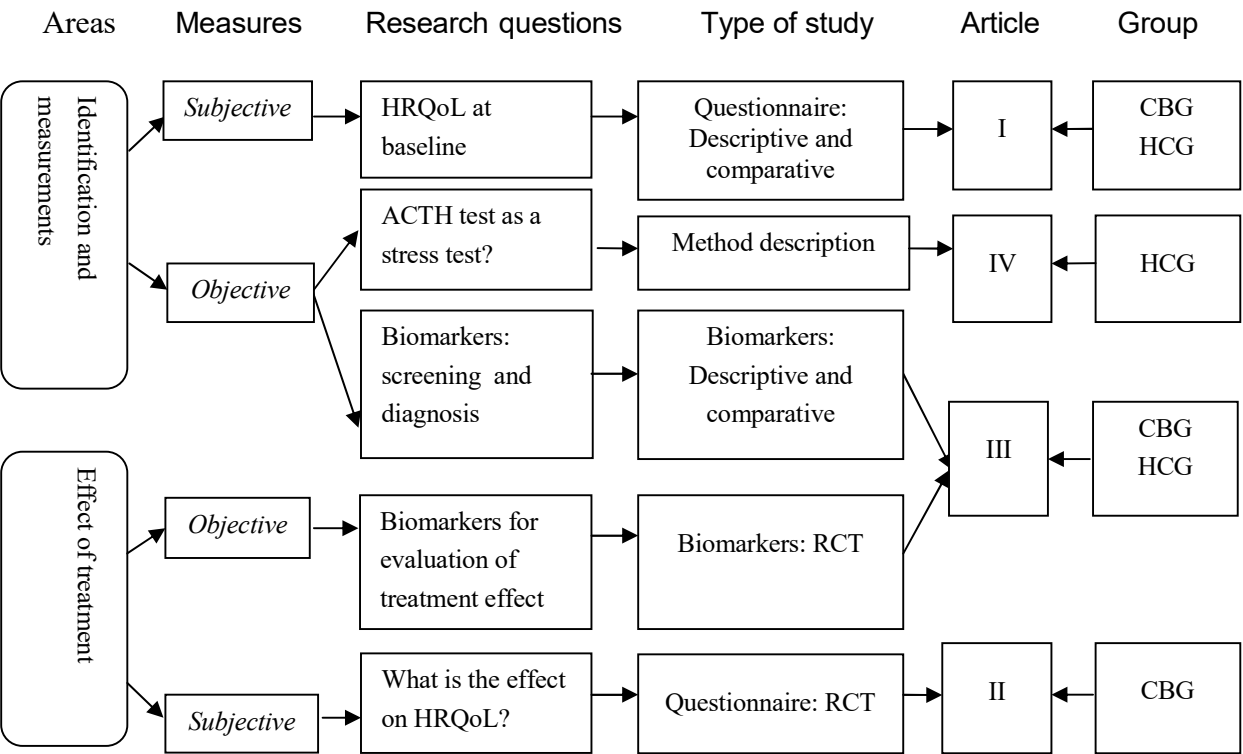 Areas Measures Research questions Type of study Article Group
Identification and
measurements
Subjective
HRQoL at
baseline
Questionnaire:
Descriptive and
comparative
I
CBG
HCG
Objective
ACTH test as a
stress test?
Method description
IV
HCG
Biomarkers:
screening and
diagnosis
Biomarkers:
Descriptive and
comparative
III
CBG
HCG
Effect of treatment
Objective
Biomarkers for
evaluation of
treatment effect
Biomarkers: RCT
Subjective
What is the effect
on HRQoL?
Questionnaire: RCT
II
CBG